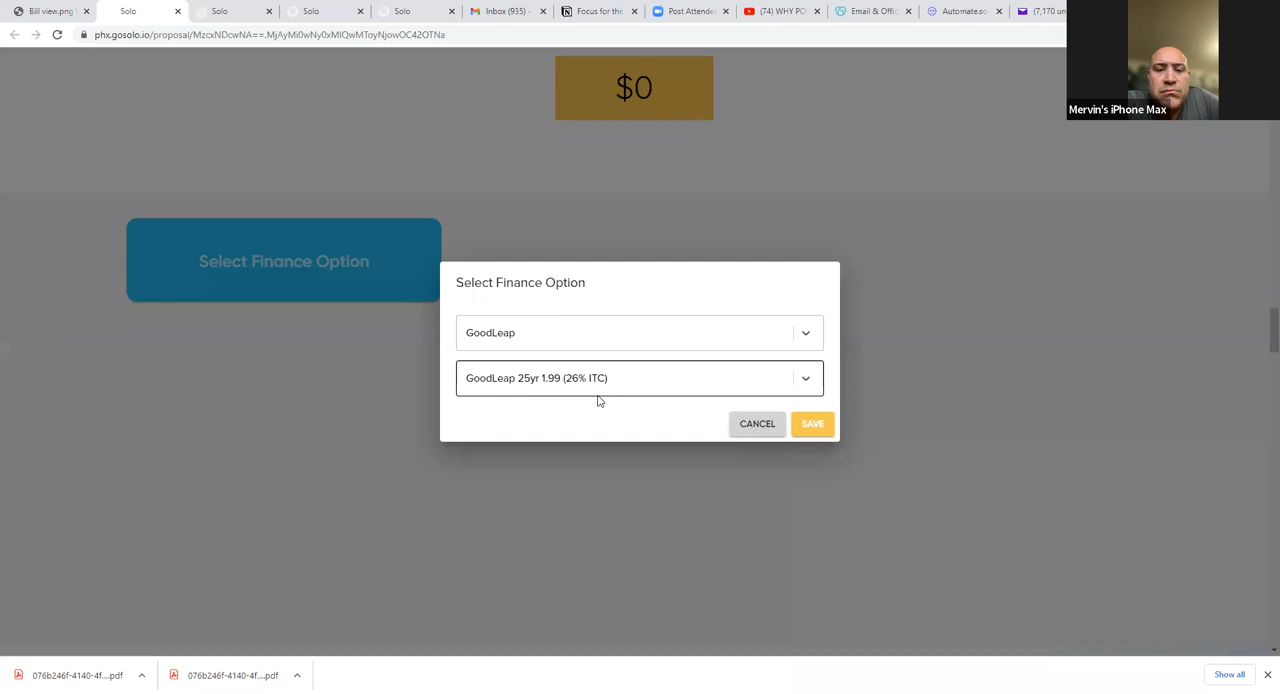 Bill view.png
Solo
Solo
Solo
Solo
Inbox (935) -
Focus for the
Post Attende
(74) WHY PO
Email & Offic
Automate.sc
(7,170 un
phx.gosolo.io/proposal/MzcxNDcwNA==.MjAyMi0wNy0xMlQwMToyNjowOC42OTNa
Mervin's iPhone Max
$0
Select Finance Option
Select Finance Option
GoodLeap
GoodLeap 25yr 1.99 (26% ITC)
CANCEL
SAVE
076b246f-4140-4f....pdf
076b246f-4140-4f....pdf
Show all